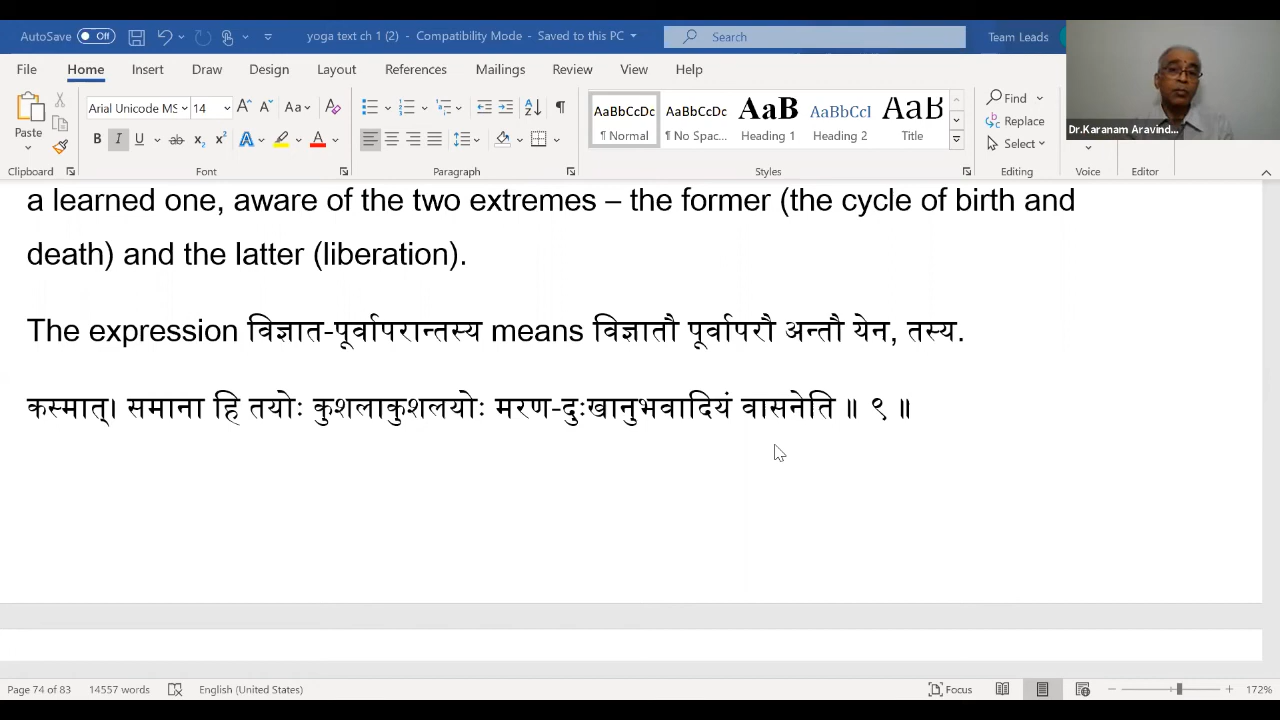 AutoSave Off yoga text ch 1 (2) - Compatibility Mode - Saved to this PC Search Team Leads
File Home Insert Draw Design Layout References Mailings Review View Help
Paste Arial Unicode MS 14 Aa AaBbCcDc AaBbCcDc AaB AaBbCcI AaB Find
B I U ab x₂ x² A A ¶ Normal ¶ No Spac... Heading 1 Heading 2 Title Replace
Select
Dr.Karanam Aravind...
Clipboard Font Paragraph Styles Editing Voice Editor
a learned one, aware of the two extremes – the former (the cycle of birth and
death) and the latter (liberation).
The expression विज्ञात-पूर्वापरान्तस्य means विज्ञातौ पूर्वापरौ अन्तौ येन, तस्य.
कस्मात्। समाना हि तयोः कुशलाकुशलयोः मरण-दुःखानुभवादियं वासनेति ॥ ९ ॥
Page 74 of 83 14557 words English (United States) Focus 172%